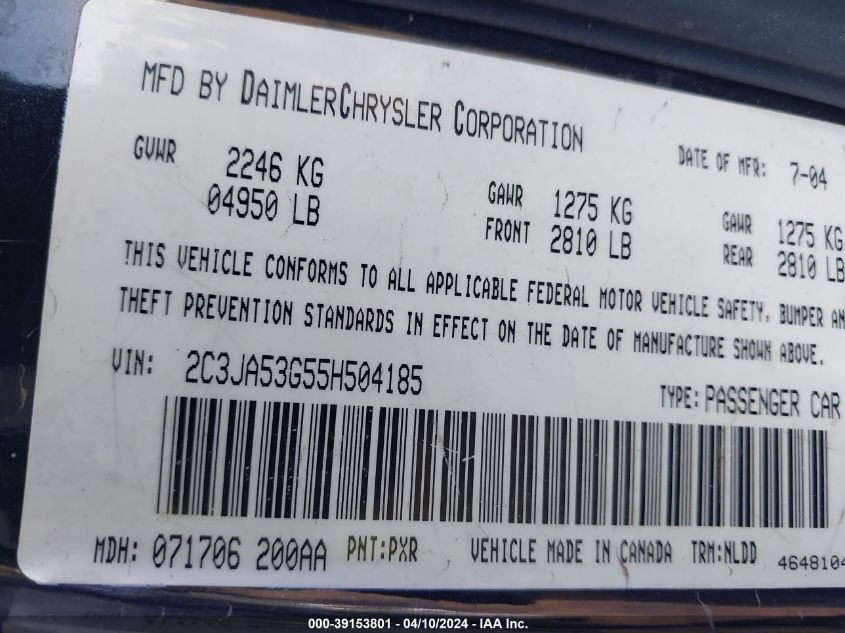 MFD BY DAIMLERCHRYSLER CORPORATION
DATE OF MFR: 7-04
GVWR 2246 KG
04950 LB
GAWR FRONT 1275 KG
2810 LB
GAWR REAR 1275 KG
2810 LB
THIS VEHICLE CONFORMS TO ALL APPLICABLE FEDERAL MOTOR VEHICLE SAFETY, BUMPER AN
THEFT PREVENTION STANDARDS IN EFFECT ON THE DATE OF MANUFACTURE SHOWN ABOVE.
VIN: 2C3JA53G55H504185
TYPE: PASSENGER CAR
MDH: 071706 200AA PNT:PXR VEHICLE MADE IN CANADA TRM:NLDD 4648104
000-39153801 - 04/10/2024 - IAA Inc.